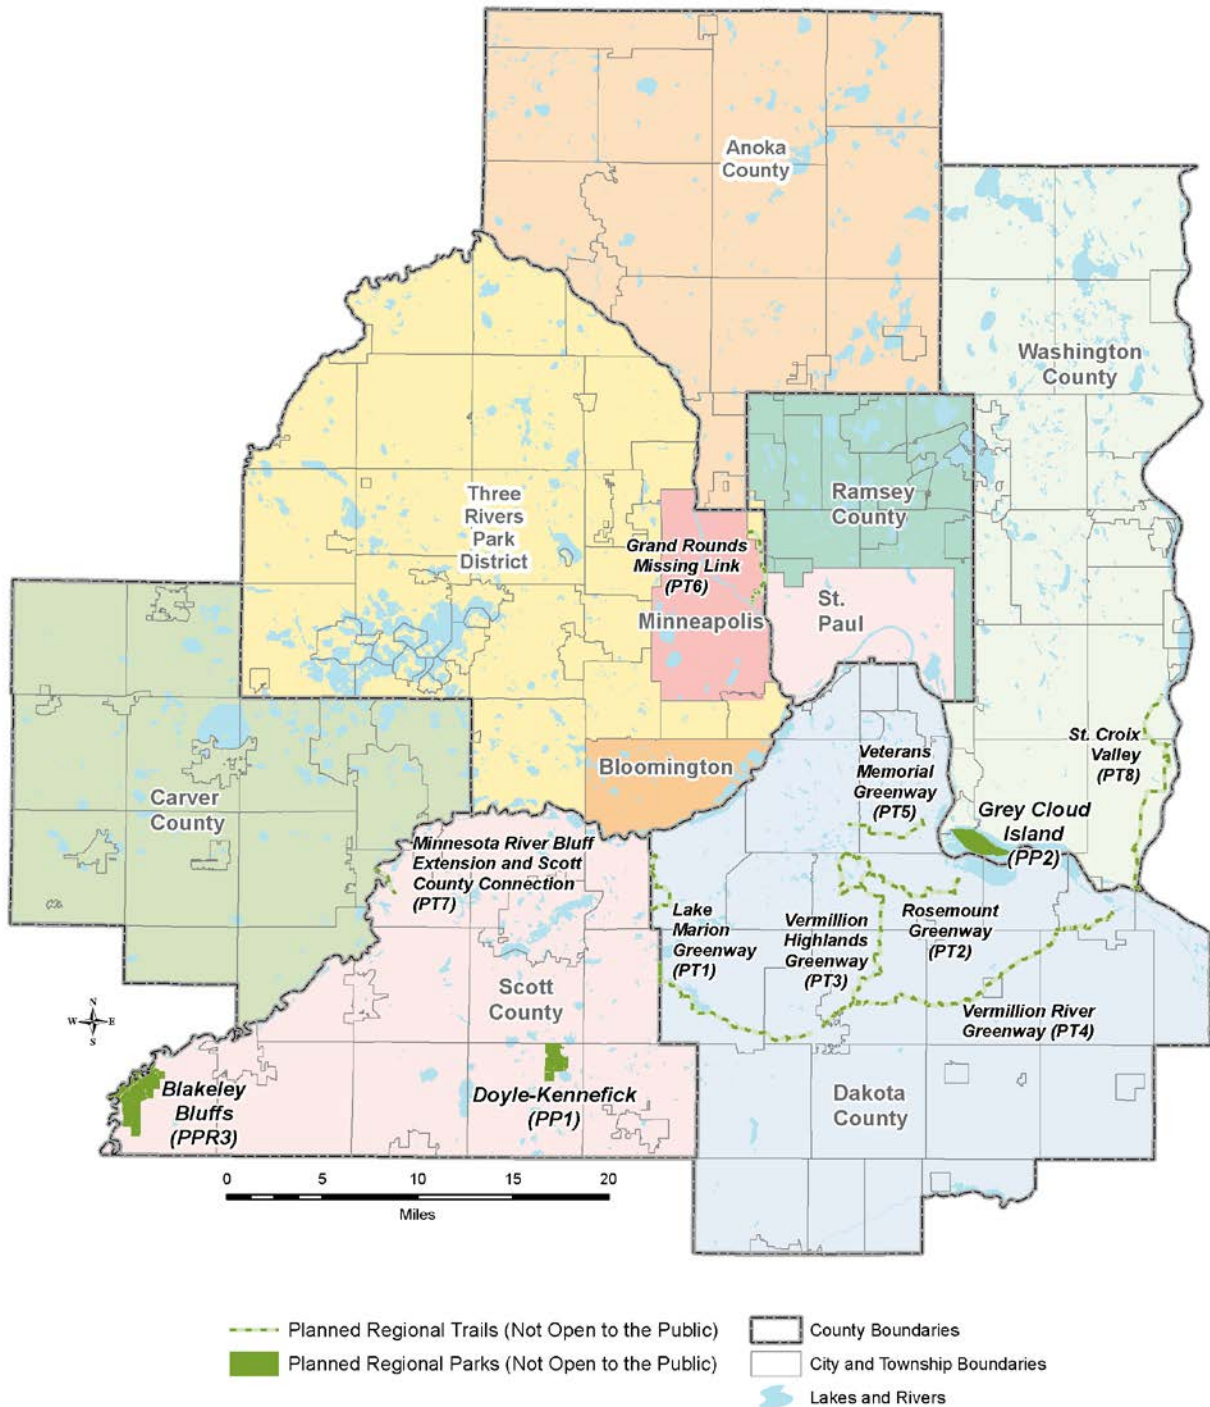 Anoka
County
Washington
County
Three
Rivers
Park
District
Ramsey
County
Grand Rounds
Missing Link
(PT6)
Minneapolis
St.
Paul
Veterans
Memorial
Greenway
(PT5)
St. Croix
Valley
(PT8)
Bloomington
Carver
County
Grey Cloud
Island
(PP2)
Minnesota River Bluff
Extension and Scott
County Connection
(PT7)
Lake
Marion
Greenway
(PT1)
Vermillion
Highlands
Greenway
(PT3)
Rosemount
Greenway
(PT2)
Scott
County
Vermillion River
Greenway (PT4)
N
W E
S
Blakeley
Bluffs
(PPR3)
Doyle-Kennefick
(PP1)
Dakota
County
0 5 10 15 20
Miles
Planned Regional Trails (Not Open to the Public)
Planned Regional Parks (Not Open to the Public)
County Boundaries
City and Township Boundaries
Lakes and Rivers